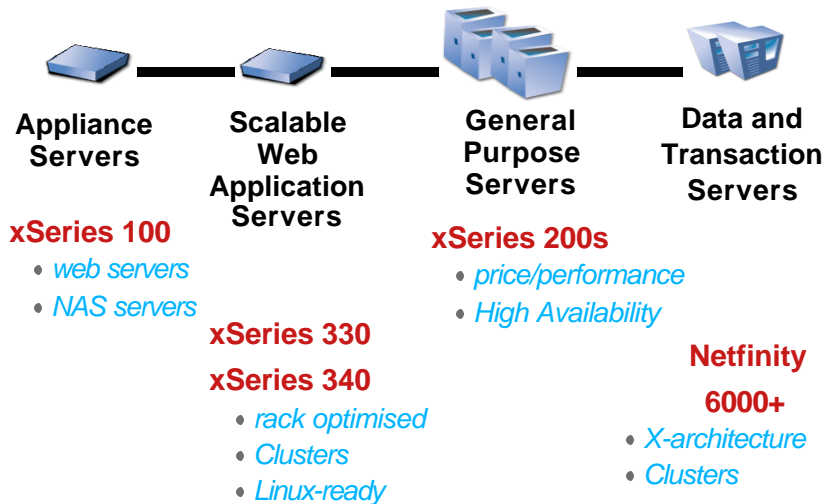 Appliance
Servers
Scalable
Web
Application
Servers
General
Purpose
Servers
Data and
Transaction
Servers
xSeries 100
• web servers
• NAS servers
xSeries 330
xSeries 340
• rack optimised
• Clusters
• Linux-ready
xSeries 200s
• price/performance
• High Availability
Netfinity
6000+
• X-architecture
• Clusters